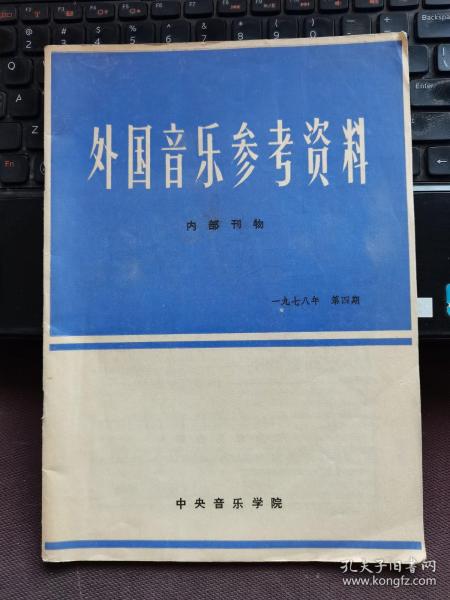 外国音乐参考资料
内部刊物
一九七八年 第四期
中央音乐学院
孔夫子旧书网
www.kongfz.com